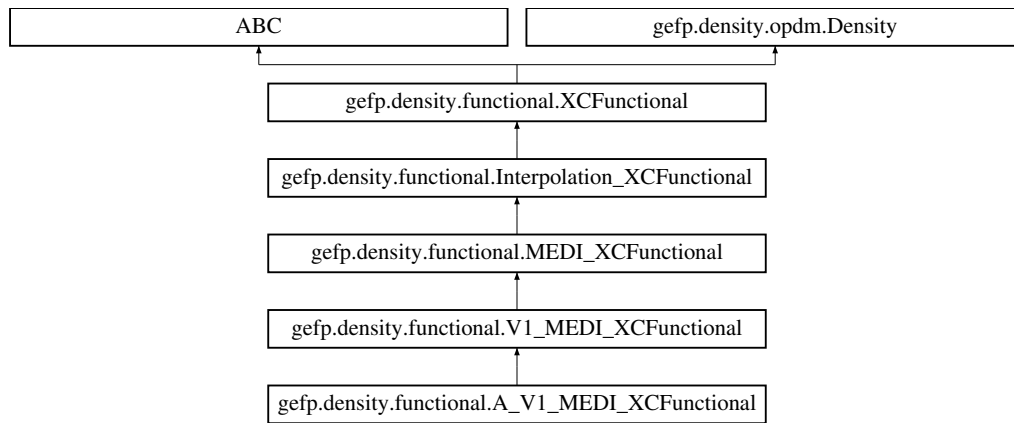 ABC
gefp.density.opdm.Density
gefp.density.functional.XCFunctional
gefp.density.functional.Interpolation_XCFunctional
gefp.density.functional.MEDI_XCFunctional
gefp.density.functional.V1_MEDI_XCFunctional
gefp.density.functional.A_V1_MEDI_XCFunctional